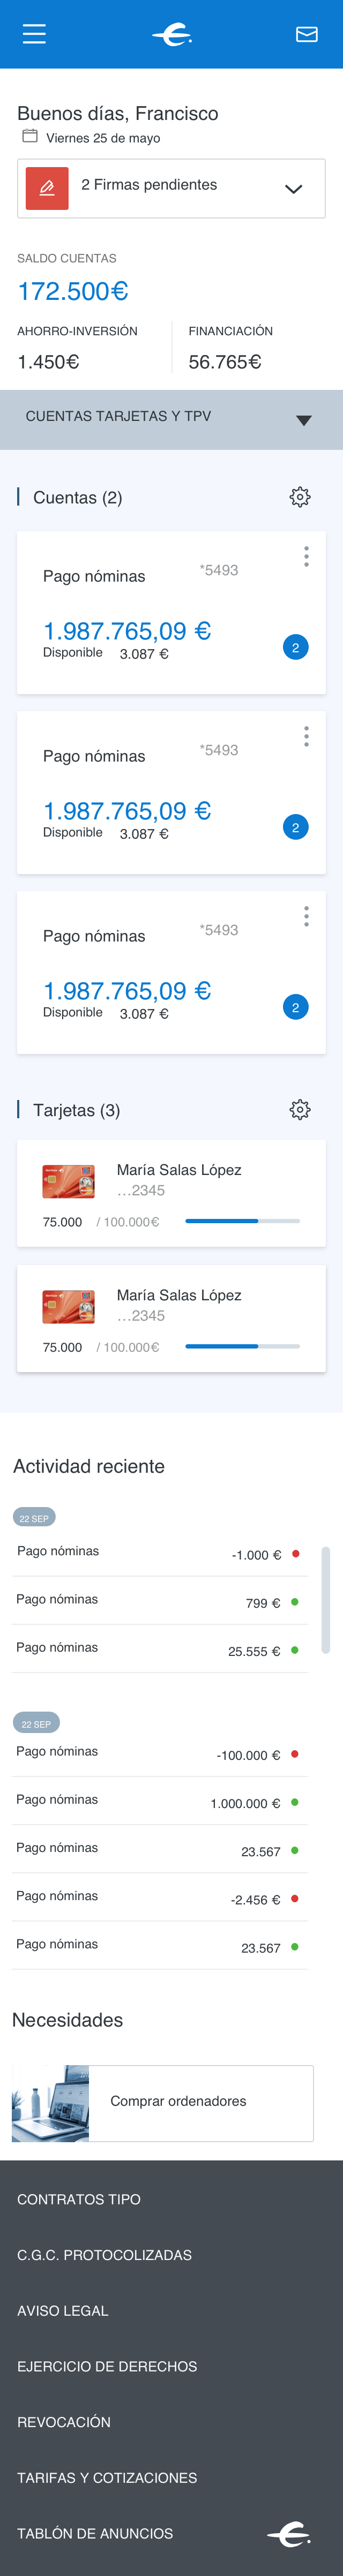 Buenos días, Francisco
Viernes 25 de mayo
2 Firmas pendientes
SALDO CUENTAS
172.500€
AHORRO-INVERSIÓN FINANCIACIÓN
1.450€ 56.765€
CUENTAS TARJETAS Y TPV
Cuentas (2)
Pago nóminas *5493
1.987.765,09 €
Disponible 3.087 € 2
Pago nóminas *5493
1.987.765,09 €
Disponible 3.087 € 2
Pago nóminas *5493
1.987.765,09 €
Disponible 3.087 € 2
Tarjetas (3)
María Salas López
...2345
75.000 / 100.000€
María Salas López
...2345
75.000 / 100.000€
Actividad reciente
22 SEP
Pago nóminas -1.000 €
Pago nóminas 799 €
Pago nóminas 25.555 €
22 SEP
Pago nóminas -100.000 €
Pago nóminas 1.000.000 €
Pago nóminas 23.567
Pago nóminas -2.456 €
Pago nóminas 23.567
Necesidades
Comprar ordenadores
CONTRATOS TIPO
C.G.C. PROTOCOLIZADAS
AVISO LEGAL
EJERCICIO DE DERECHOS
REVOCACIÓN
TARIFAS Y COTIZACIONES
TABLÓN DE ANUNCIOS